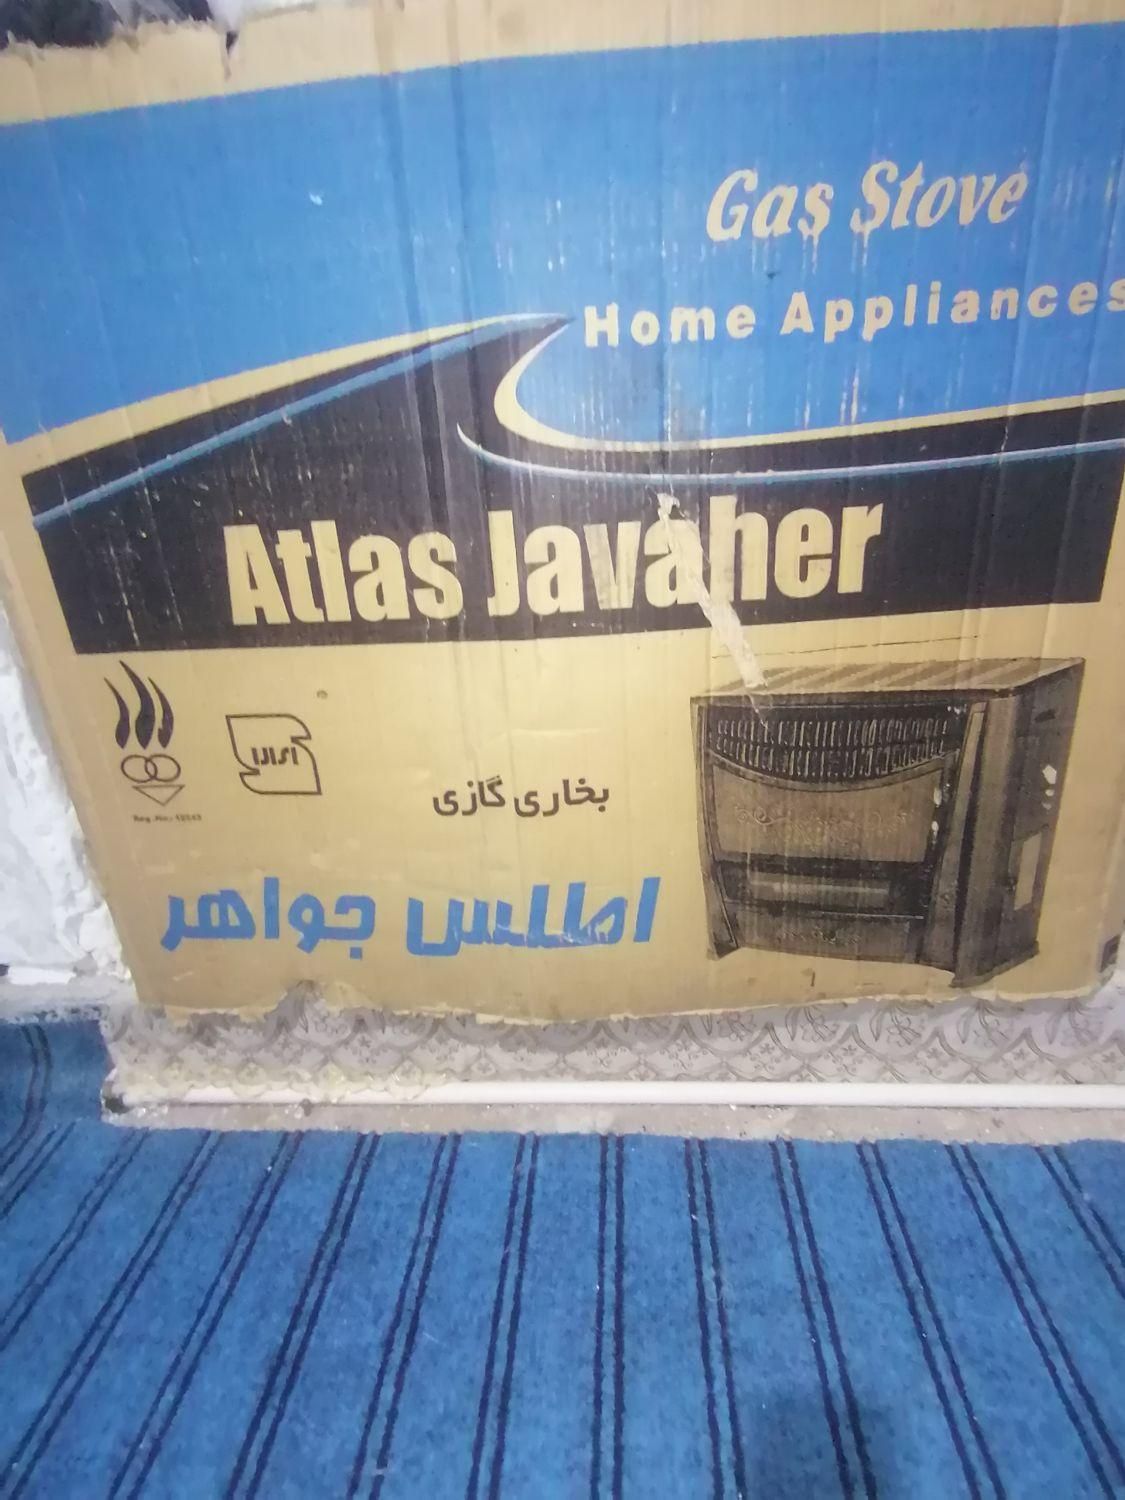 Gas Stove
Home Appliances
Atlas Javaher
بخاری گازی
اطلس جواهر